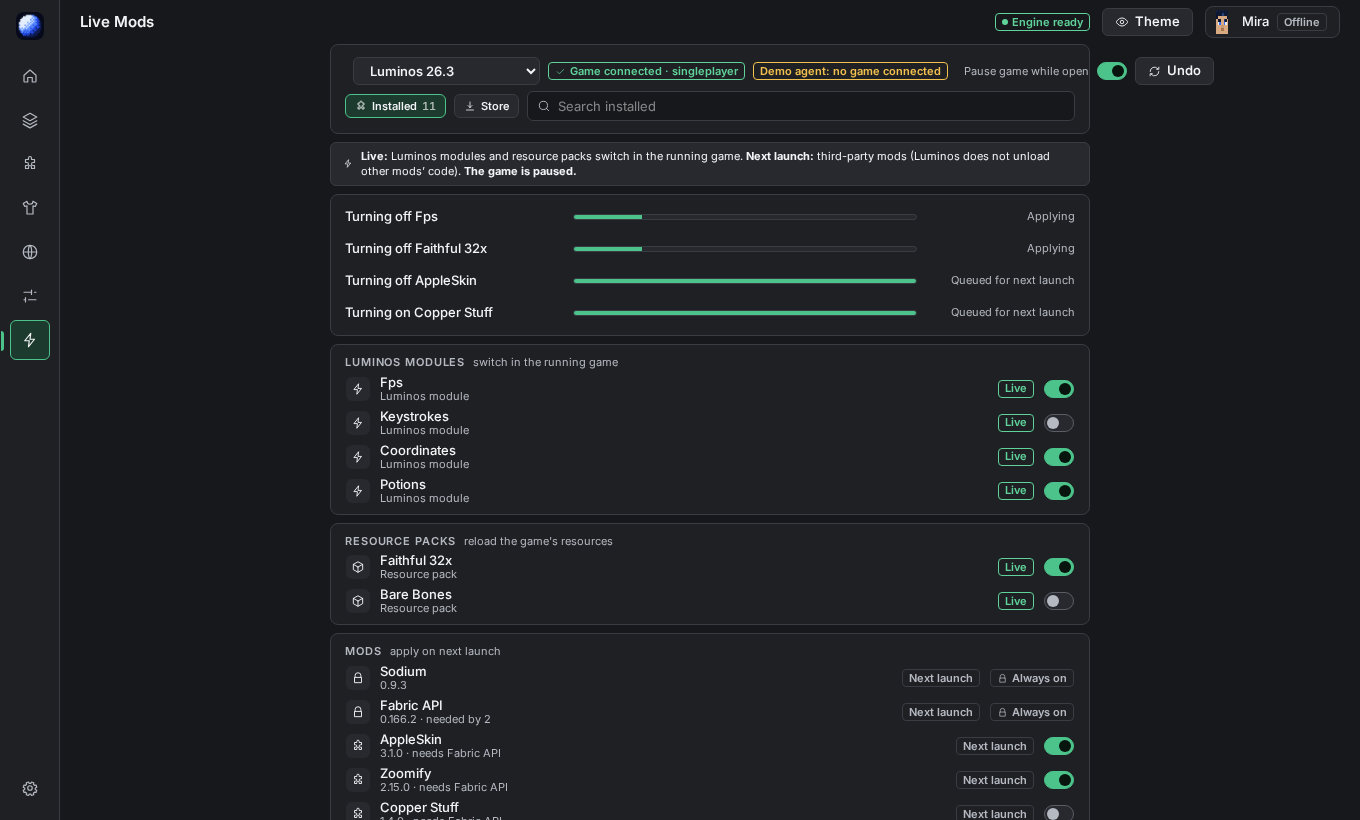 Live Mods
Engine ready
Theme
Mira
Offline
Luminos 26.3
Game connected · singleplayer
Demo agent: no game connected
Pause game while open
Undo
Installed 11
Store
Search installed
Live: Luminos modules and resource packs switch in the running game. Next launch: third-party mods (Luminos does not unload
other mods' code). The game is paused.
Turning off Fps
Applying
Turning off Faithful 32x
Applying
Turning off AppleSkin
Queued for next launch
Turning on Copper Stuff
Queued for next launch
LUMINOS MODULES switch in the running game
Fps
Luminos module
Live
Keystrokes
Luminos module
Live
Coordinates
Luminos module
Live
Potions
Luminos module
Live
RESOURCE PACKS reload the game's resources
Faithful 32x
Resource pack
Live
Bare Bones
Resource pack
Live
MODS apply on next launch
Sodium
0.9.3
Next launch
Always on
Fabric API
0.166.2 · needed by 2
Next launch
Always on
AppleSkin
3.1.0 · needs Fabric API
Next launch
Zoomify
2.15.0 · needs Fabric API
Next launch
Copper Stuff
Next launch